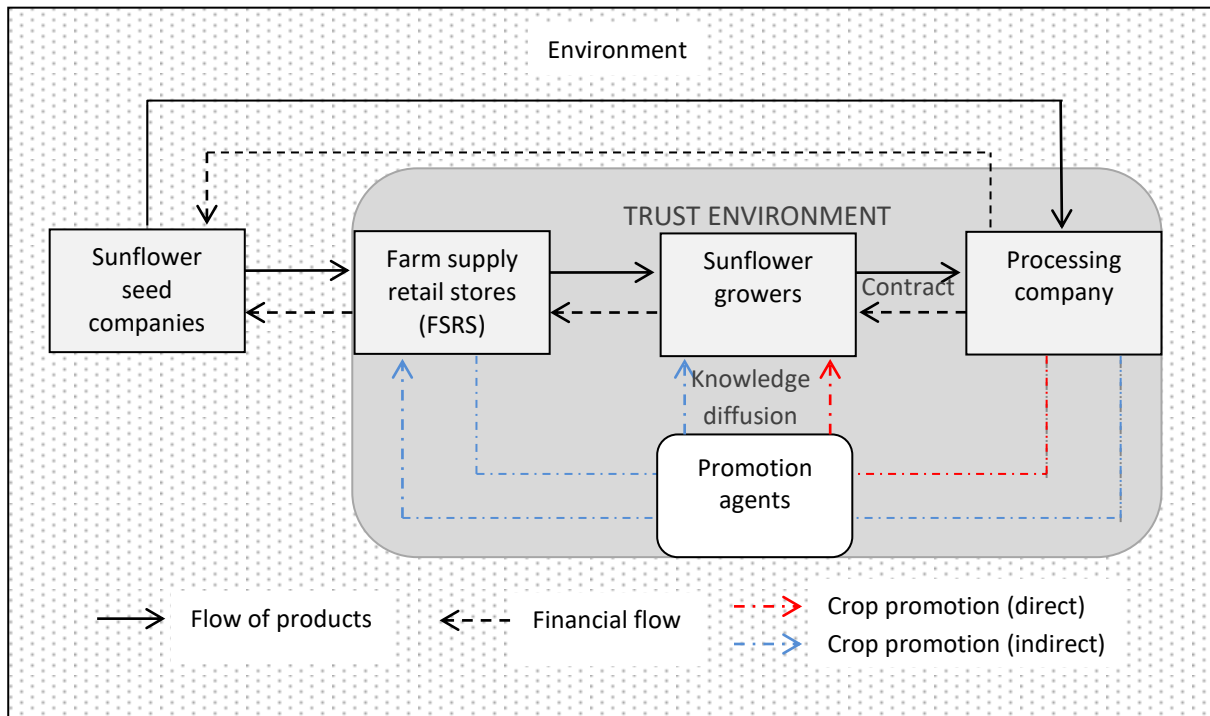 Environment
TRUST ENVIRONMENT
Sunflower
seed
companies
Farm supply
retail stores
(FSRS)
Sunflower
growers
Contract
Processing
company
Knowledge
diffusion
Promotion
agents
Flow of products
Financial flow
Crop promotion (direct)
Crop promotion (indirect)